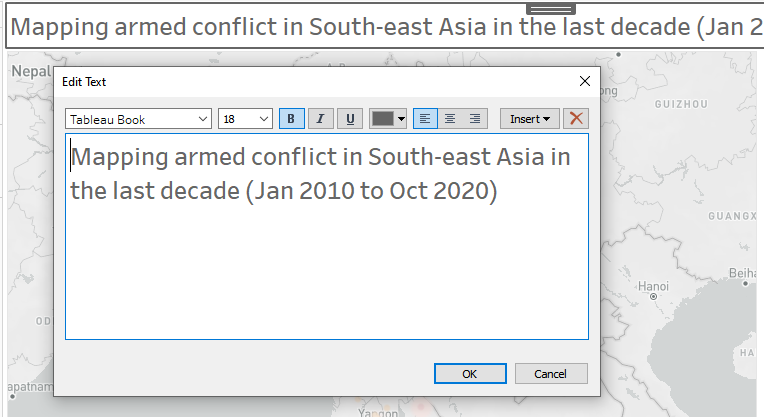 Mapping armed conflict in South-east Asia in the last decade (Jan 2
Nepal
ong
GUIZHOU
Edit Text
Tableau Book
18
B
I
U
Insert
Mapping armed conflict in South-east Asia in
the last decade (Jan 2010 to Oct 2020)
GUANGX
Beiha
Hanoi
ODI
HA
OK
Cancel
apatnam
Yangon